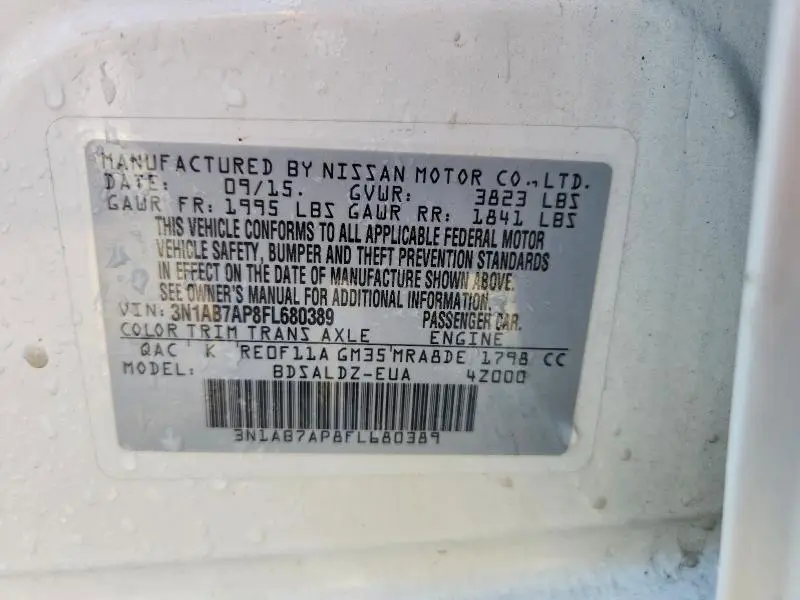 MANUFACTURED BY NISSAN MOTOR CO., LTD.
DATE: 09/15. GVWR: 3823 LBS
GAWR FR: 1995 LBS GAWR RR: 1841 LBS
THIS VEHICLE CONFORMS TO ALL APPLICABLE FEDERAL MOTOR
VEHICLE SAFETY, BUMPER AND THEFT PREVENTION STANDARDS
IN EFFECT ON THE DATE OF MANUFACTURE SHOWN ABOVE.
SEE OWNER'S MANUAL FOR ADDITIONAL INFORMATION.
VIN: 3N1AB7AP8FL680389 PASSENGER CAR.
COLOR TRIM TRANS AXLE ENGINE
QAC K RE0F11A GM35 MRA8DE 1798 CC
MODEL: BDSALDZ-EUA 4Z000
3N1AB7AP8FL680389